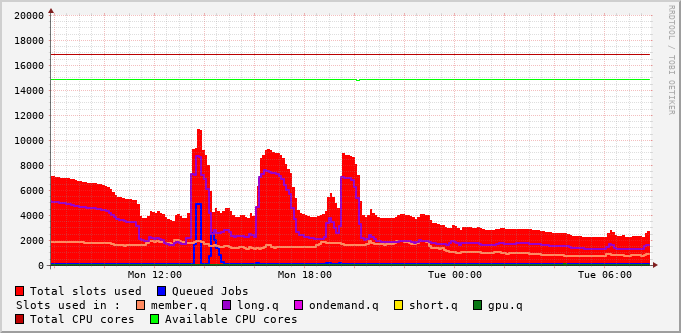 20000
18000
16000
14000
12000
10000
8000
6000
4000
2000
0
Mon 12:00 Mon 18:00 Tue 00:00 Tue 06:00
RRDTOOL / TOBI OETIKER
Total slots used Queued Jobs
Slots used in : member.q long.q ondemand.q short.q gpu.q
Total CPU cores Available CPU cores